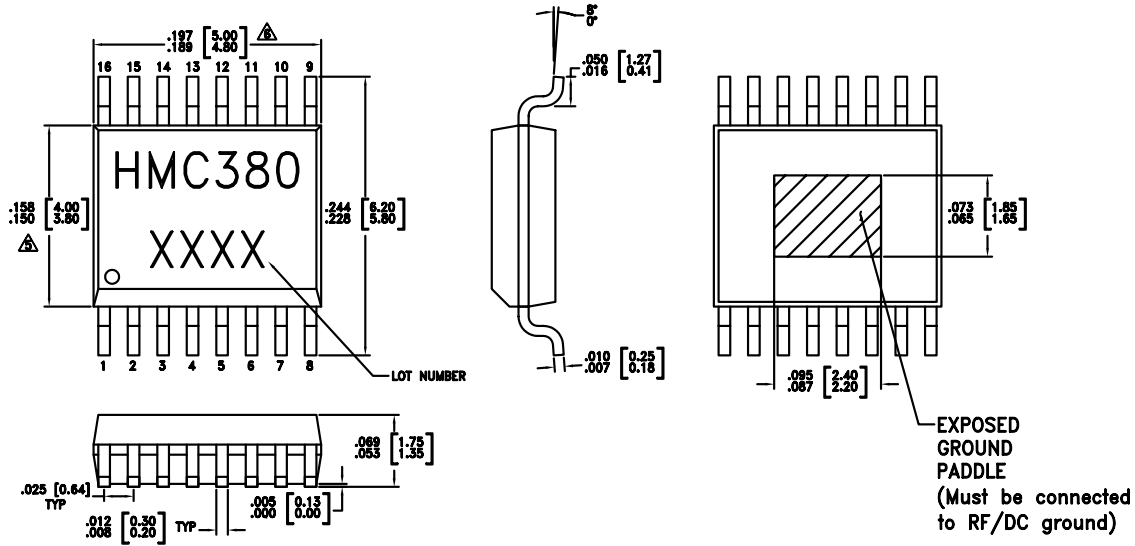 .197 [5.00] 6
.189 [4.80]
16 15 14 13 12 11 10 9
HMC380
XXXX
.158 [4.00]
.150 [3.80]
5
.244 [6.20]
.228 [5.80]
1 2 3 4 5 6 7 8
LOT NUMBER
8°
0°
.050 [1.27]
.016 [0.41]
.010 [0.25]
.007 [0.18]
.073 [1.85]
.065 [1.65]
.095 [2.40]
.087 [2.20]
EXPOSED
GROUND
PADDLE
(Must be connected
to RF/DC ground)
.069 [1.75]
.053 [1.35]
.025 [0.64]
TYP
.005 [0.13]
.000 [0.00]
.012 [0.30] TYP
.008 [0.20]